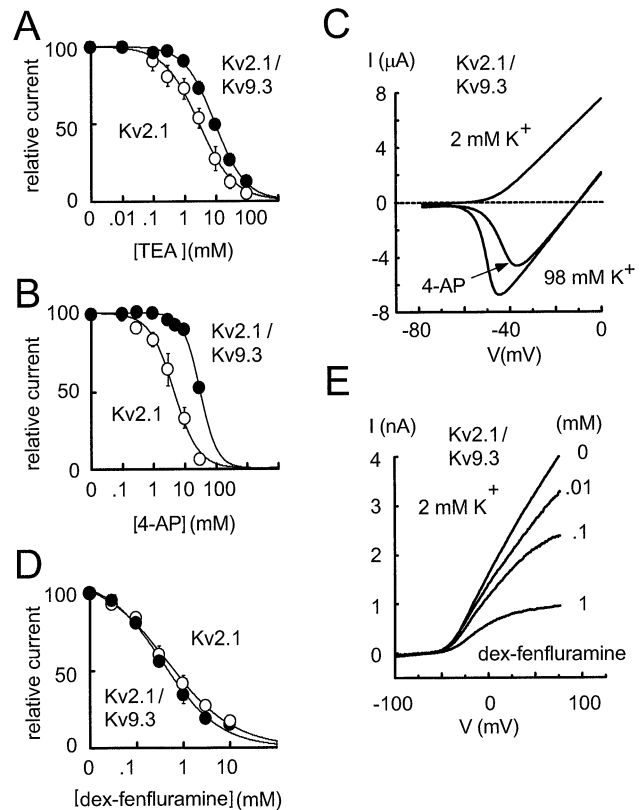 A
relative current
100
50
0
Kv2.1/
Kv9.3
Kv2.1
0 .01 .1 1 10 100
[TEA](mM)
B
relative current
100
50
0
Kv2.1/
Kv9.3
Kv2.1
0 .1 1 10 100
[4-AP] (mM)
D
relative current
100
50
0
Kv2.1
Kv2.1/
Kv9.3
0 .1 1 10
[dex-fenfluramine] (mM)
C
I (μA)
Kv2.1/
Kv9.3
8
4
0
-4
-8
2 mM K+
4-AP
98 mM K+
-80 -40 0
V(mV)
E
I (nA)
Kv2.1/
Kv9.3
(mM)
4
3
2
1
0
2 mM K+
0
.01
.1
1
dex-fenfluramine
-100 0 100
V (mV)